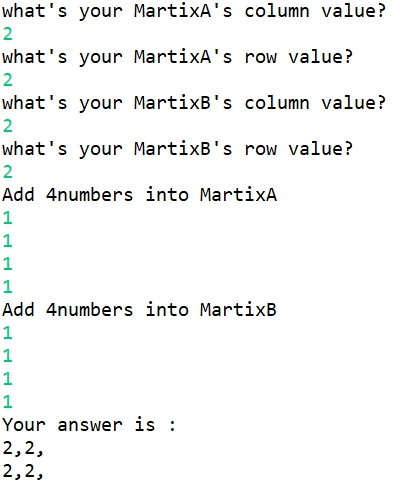 what's your MartixA's column value?
2
what's your MartixA's row value?
2
what's your MartixB's column value?
2
what's your MartixB's row value?
2
Add 4numbers into MartixA
1
1
1
1
Add 4numbers into MartixB
1
1
1
1
Your answer is :
2,2,
2,2,